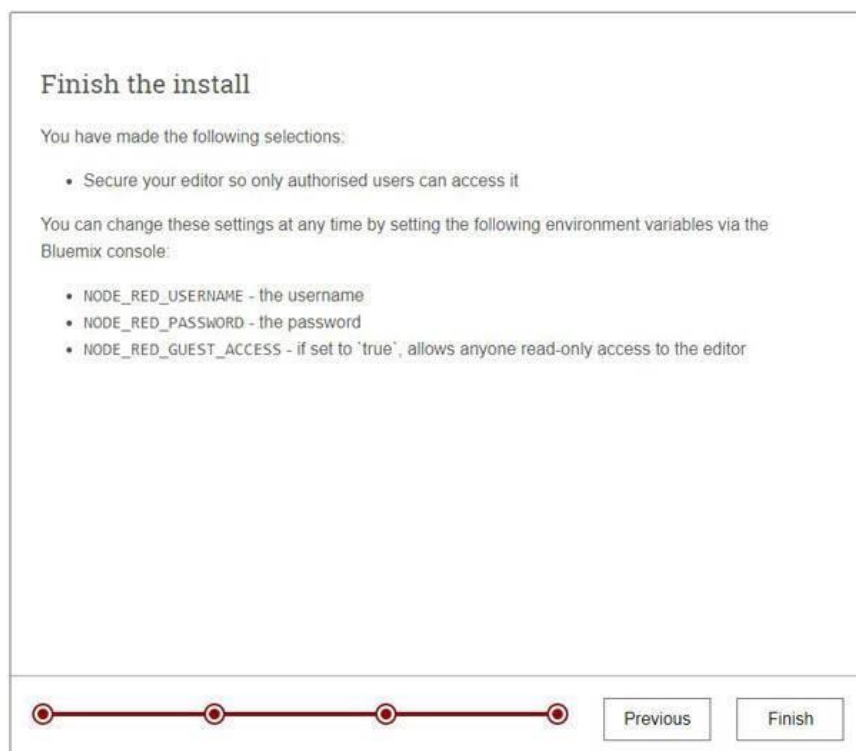 Finish the install
You have made the following selections:
• Secure your editor so only authorised users can access it
You can change these settings at any time by setting the following environment variables via the
Bluemix console:
• NODE_RED_USERNAME - the username
• NODE_RED_PASSWORD - the password
• NODE_RED_GUEST_ACCESS - if set to `true`, allows anyone read-only access to the editor
Previous Finish